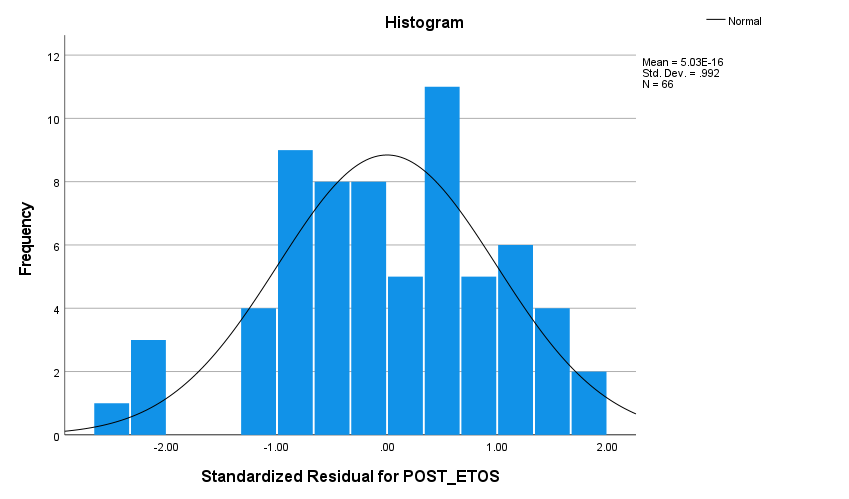 Histogram
Normal
Mean = 5.03E-16
Std. Dev. = .992
N = 66
Frequency
12
10
8
6
4
2
0
-2.00 -1.00 .00 1.00 2.00
Standardized Residual for POST_ETOS